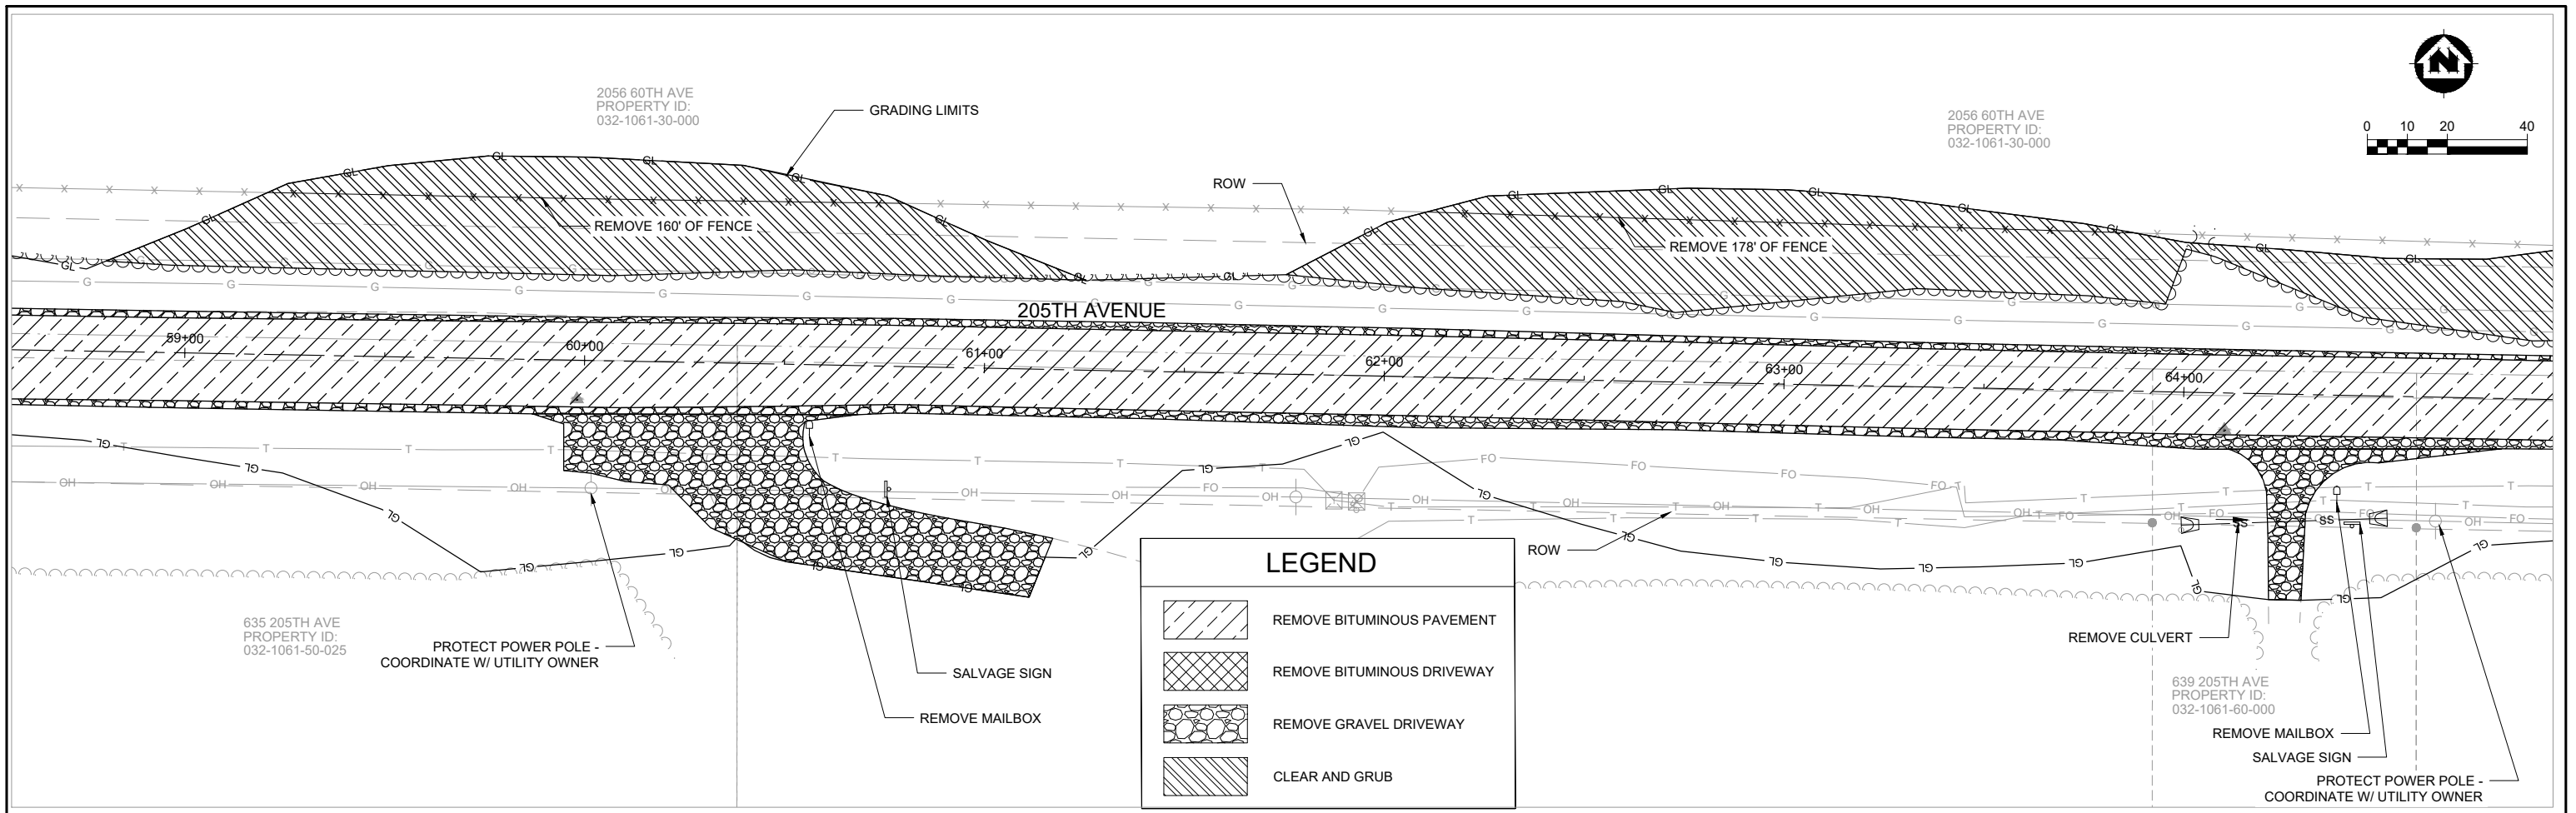 2056 60TH AVE
PROPERTY ID:
032-1061-30-000
GRADING LIMITS
2056 60TH AVE
PROPERTY ID:
032-1061-30-000
N
0 10 20 40
ROW
REMOVE 160' OF FENCE
REMOVE 178' OF FENCE
205TH AVENUE
59+00
60+00
61+00
62+00
63+00
64+00
635 205TH AVE
PROPERTY ID:
032-1061-50-025
PROTECT POWER POLE -
COORDINATE W/ UTILITY OWNER
SALVAGE SIGN
REMOVE MAILBOX
ROW
LEGEND
REMOVE BITUMINOUS PAVEMENT
REMOVE BITUMINOUS DRIVEWAY
REMOVE GRAVEL DRIVEWAY
CLEAR AND GRUB
REMOVE CULVERT
639 205TH AVE
PROPERTY ID:
032-1061-60-000
REMOVE MAILBOX
SALVAGE SIGN
PROTECT POWER POLE -
COORDINATE W/ UTILITY OWNER